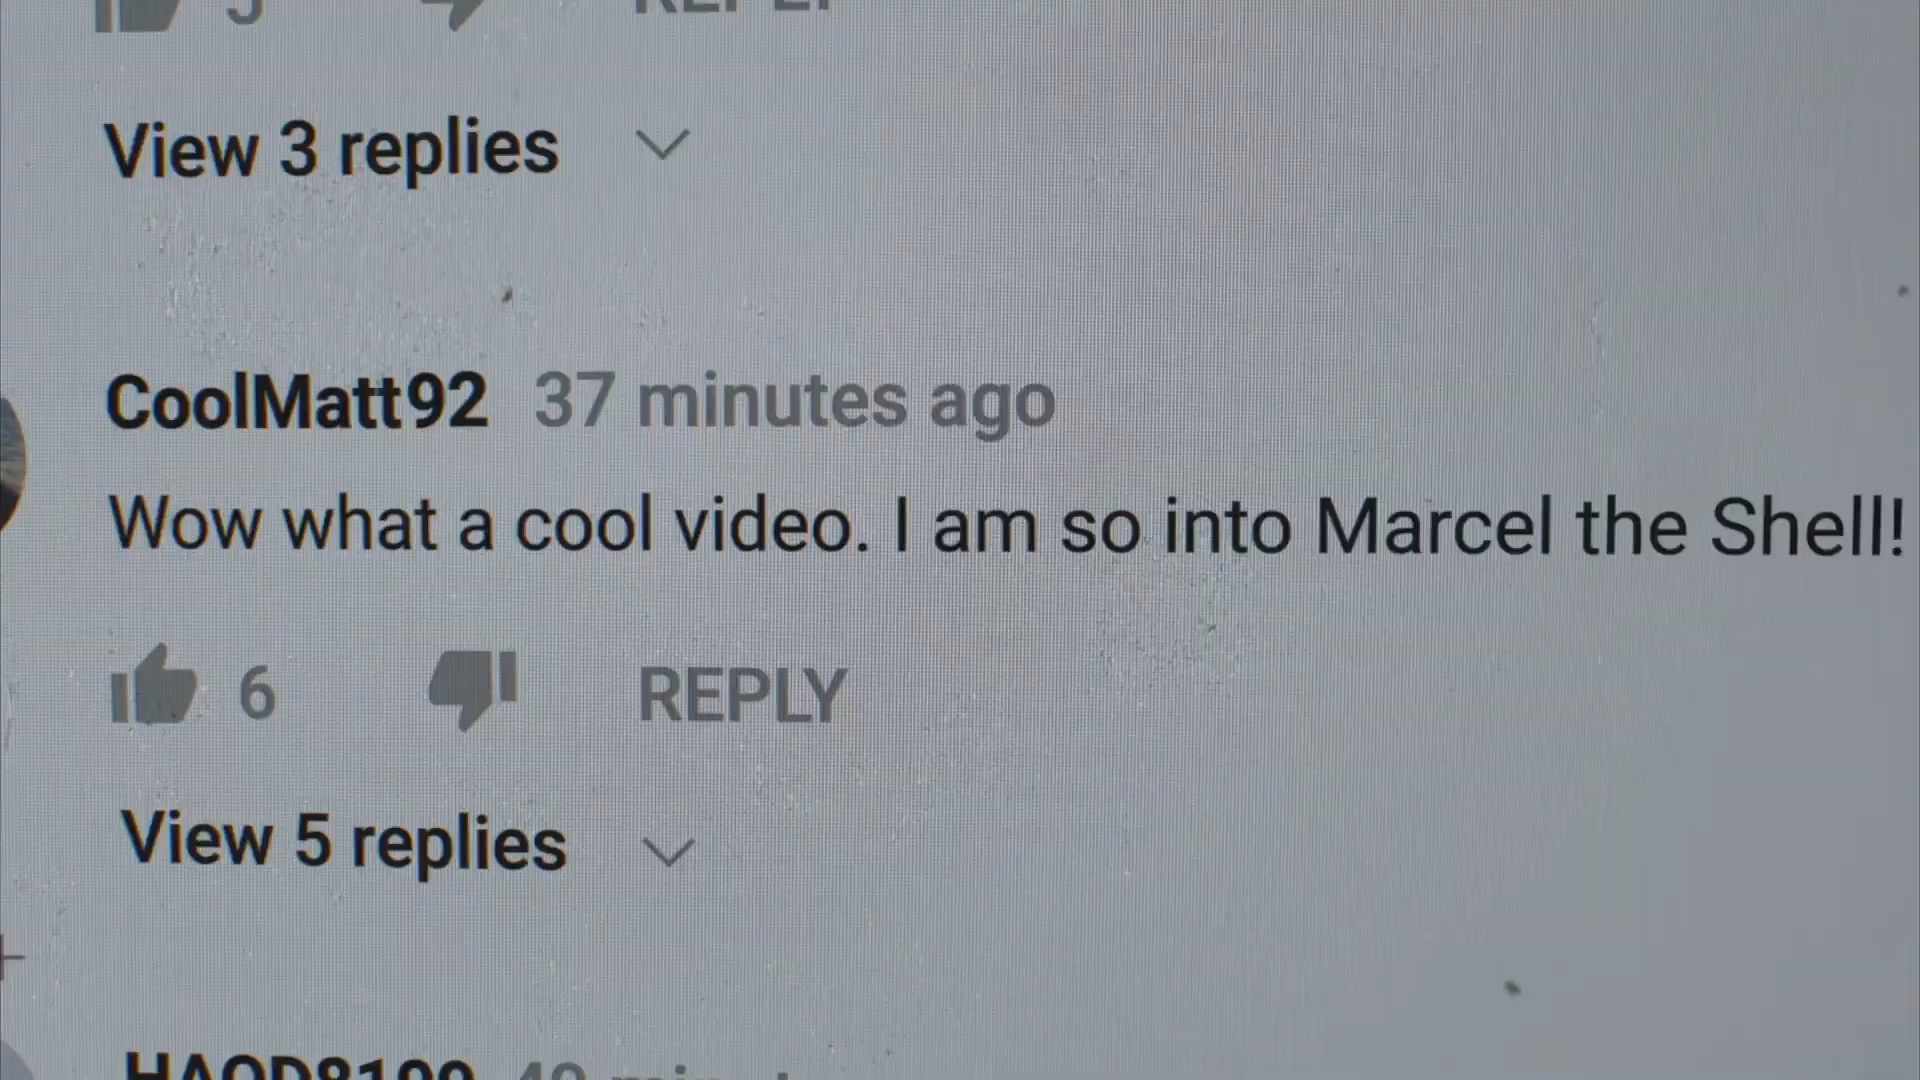 REPLY
View 3 replies
CoolMatt92 37 minutes ago
Wow what a cool video. I am so into Marcel the Shell!
6 REPLY
View 5 replies